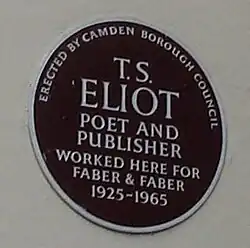 ERECTED BY CAMDEN BOROUGH COUNCIL
T.S.
ELIOT
POET AND
PUBLISHER
WORKED HERE FOR
FABER & FABER
1925-1965